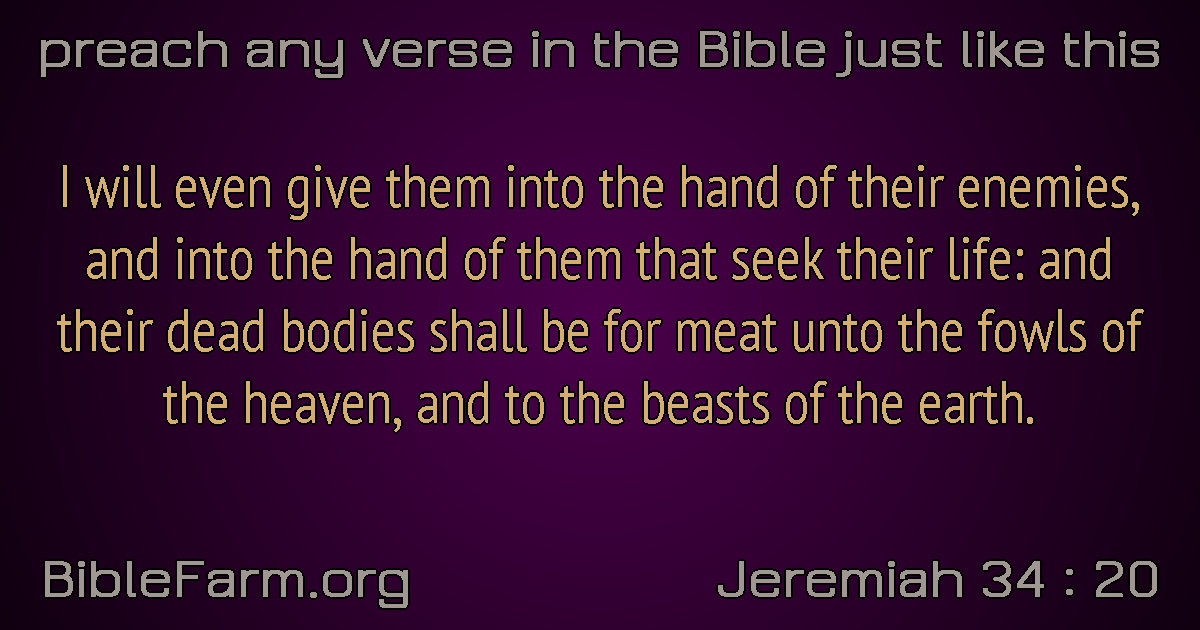 preach any verse in the Bible just like this
I will even give them into the hand of their enemies,
and into the hand of them that seek their life: and
their dead bodies shall be for meat unto the fowls of
the heaven, and to the beasts of the earth.
BibleFarm.org
Jeremiah 34 : 20